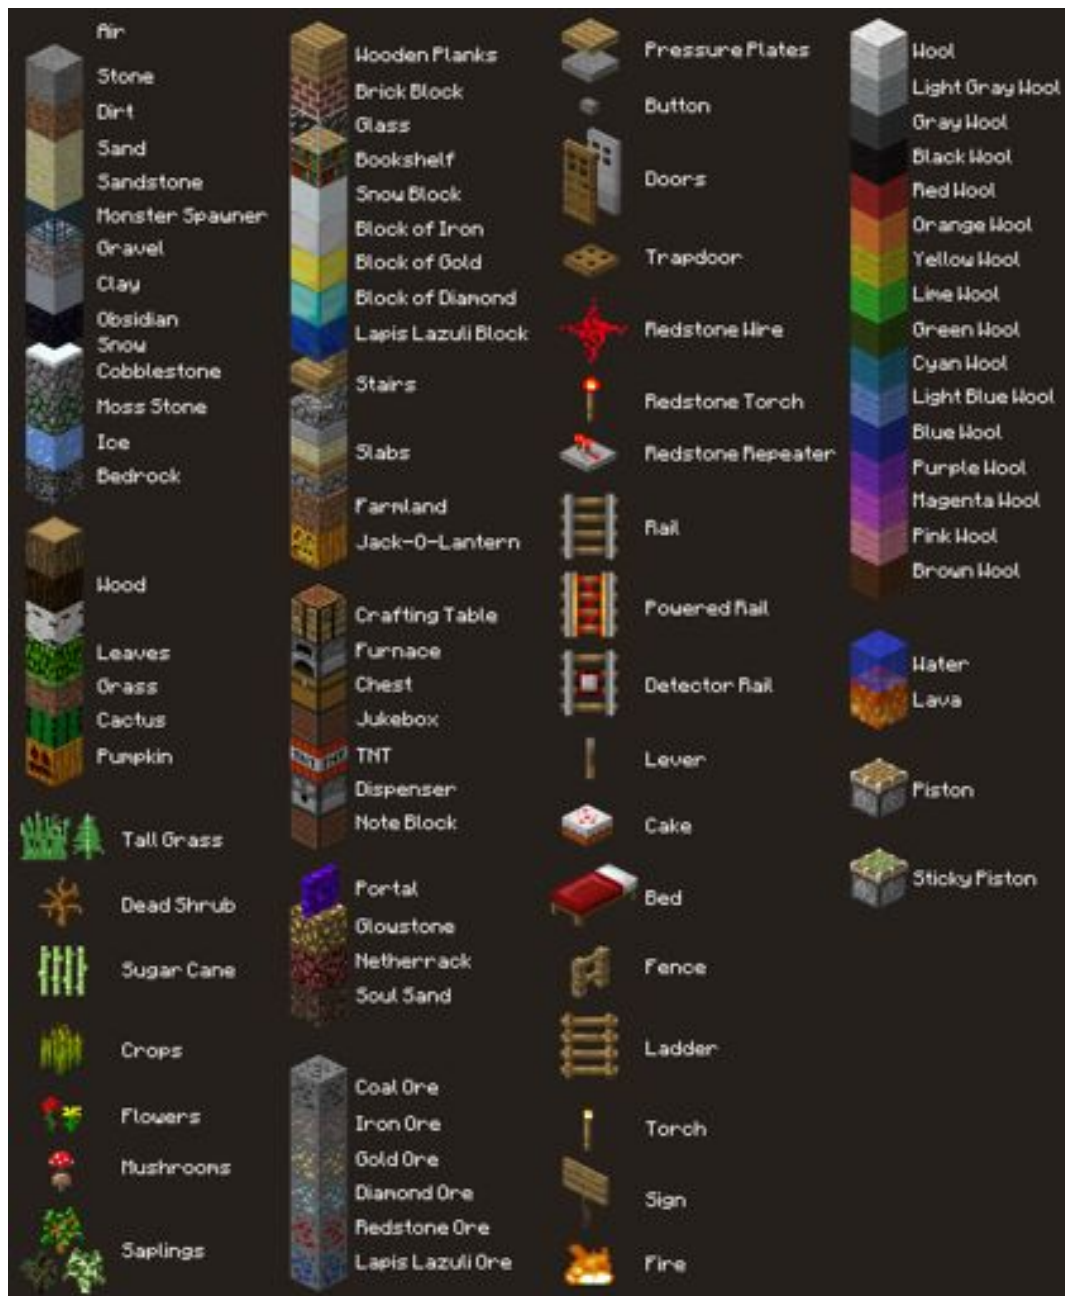 Air
Stone
Dirt
Sand
Sandstone
Monster Spawner
Gravel
Clay
Obsidian
Snow
Cobblestone
Moss Stone
Ice
Bedrock
Wood
Leaves
Grass
Cactus
Pumpkin
Tall Grass
Dead Shrub
Sugar Cane
Crops
Flowers
Mushrooms
Saplings
Wooden Planks
Brick Block
Glass
Bookshelf
Snow Block
Block of Iron
Block of Gold
Block of Diamond
Lapis Lazuli Block
Stairs
Slabs
Farmland
Jack-O-Lantern
Crafting Table
Furnace
Chest
Jukebox
TNT
TNT TNT
Dispenser
Note Block
Portal
Glowstone
Netherrack
Soul Sand
Coal Ore
Iron Ore
Gold Ore
Diamond Ore
Redstone Ore
Lapis Lazuli Ore
Pressure Plates
Button
Doors
Trapdoor
Redstone Wire
Redstone Torch
Redstone Repeater
Rail
Powered Rail
Detector Rail
Lever
Cake
Bed
Fence
Ladder
Torch
Sign
Fire
Wool
Light Gray Wool
Gray Wool
Black Wool
Red Wool
Orange Wool
Yellow Wool
Lime Wool
Green Wool
Cyan Wool
Light Blue Wool
Blue Wool
Purple Wool
Magenta Wool
Pink Wool
Brown Wool
Water
Lava
Piston
Sticky Piston